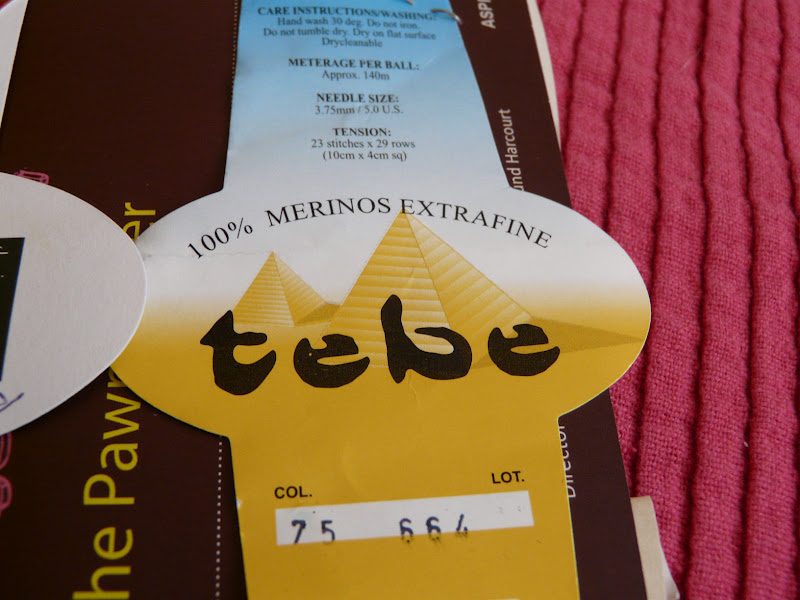 CARE INSTRUCTIONS/WASHING:
Hand wash 30 deg. Do not iron.
Do not tumble dry. Dry on flat surface
Drycleanable
METERAGE PER BALL:
Approx. 140m
NEEDLE SIZE:
3.75mm / 5.0 U.S.
TENSION:
23 stitches x 29 rows
(10cm x 4cm sq)
100% MERINOS EXTRAFINE
tebe
COL. LOT.
75 664
he Pawn er
und Harcourt
Director
ASP